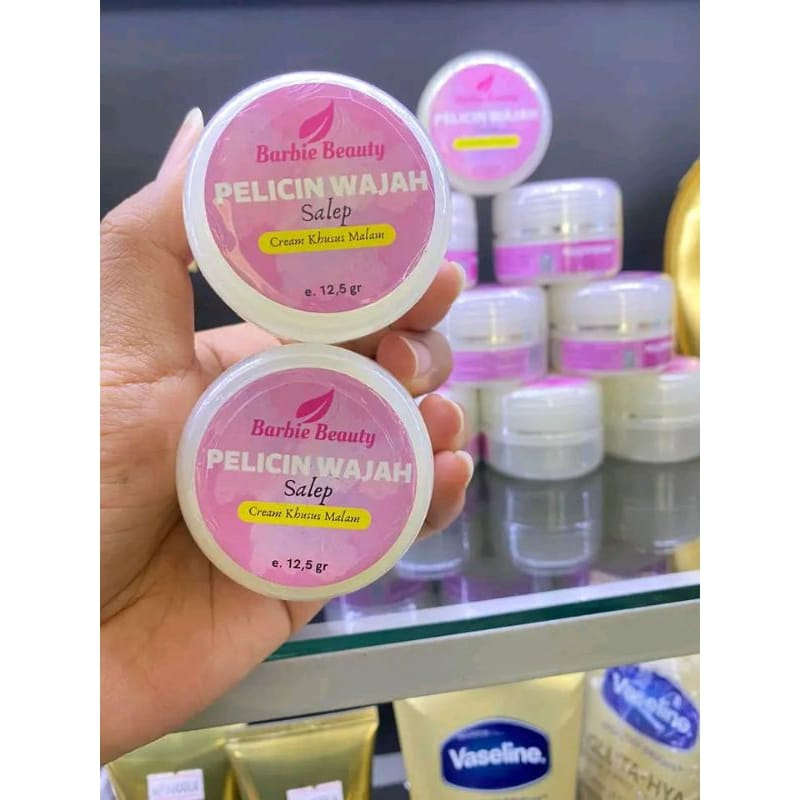 Barbie Beauty
PELICIN WAJAH
Salep
Cream Khusus Malam
e. 12,5 gr
Barbie Beauty
PELICIN WAJAH
Salep
Cream Khusus Malam
e. 12,5 gr
PELICIN WAJAH
Salep
Vaseline.
Vaseline.
GLUTA-HYA